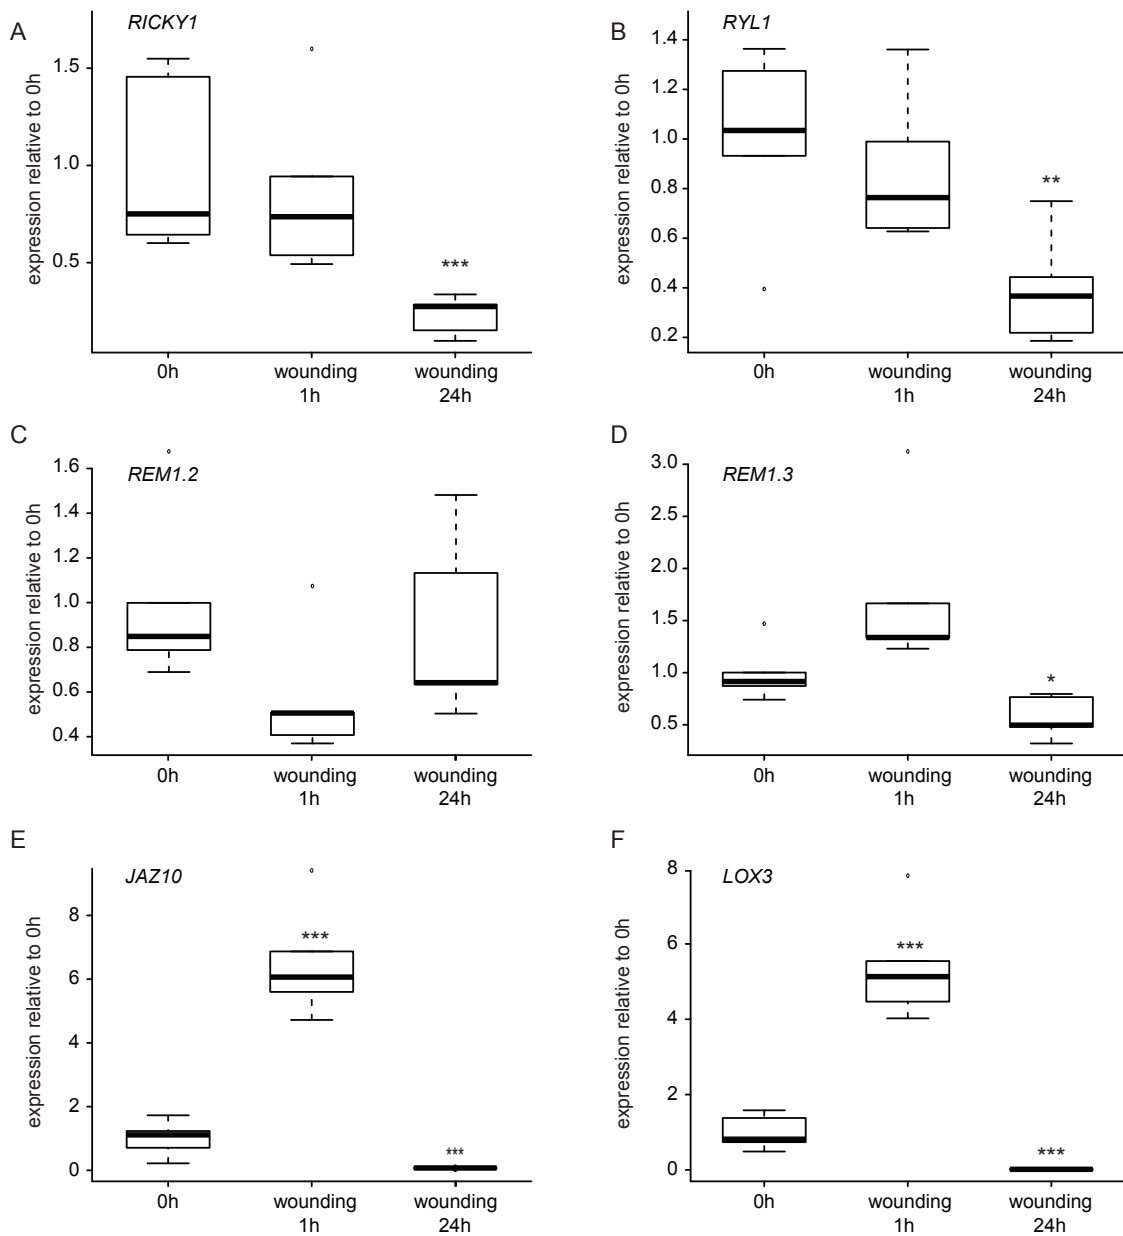 A
RICKY1
expression relative to 0h
1.5
1.0
0.5
***
0h
wounding
1h
wounding
24h
B
RYL1
expression relative to 0h
1.4
1.2
1.0
0.8
0.6
0.4
0.2
**
0h
wounding
1h
wounding
24h
C
REM1.2
expression relative to 0h
1.6
1.4
1.2
1.0
0.8
0.6
0.4
0h
wounding
1h
wounding
24h
D
REM1.3
expression relative to 0h
3.0
2.5
2.0
1.5
1.0
0.5
*
0h
wounding
1h
wounding
24h
E
JAZ10
expression relative to 0h
8
6
4
2
0
***
***
0h
wounding
1h
wounding
24h
F
LOX3
expression relative to 0h
8
6
4
2
0
***
***
0h
wounding
1h
wounding
24h